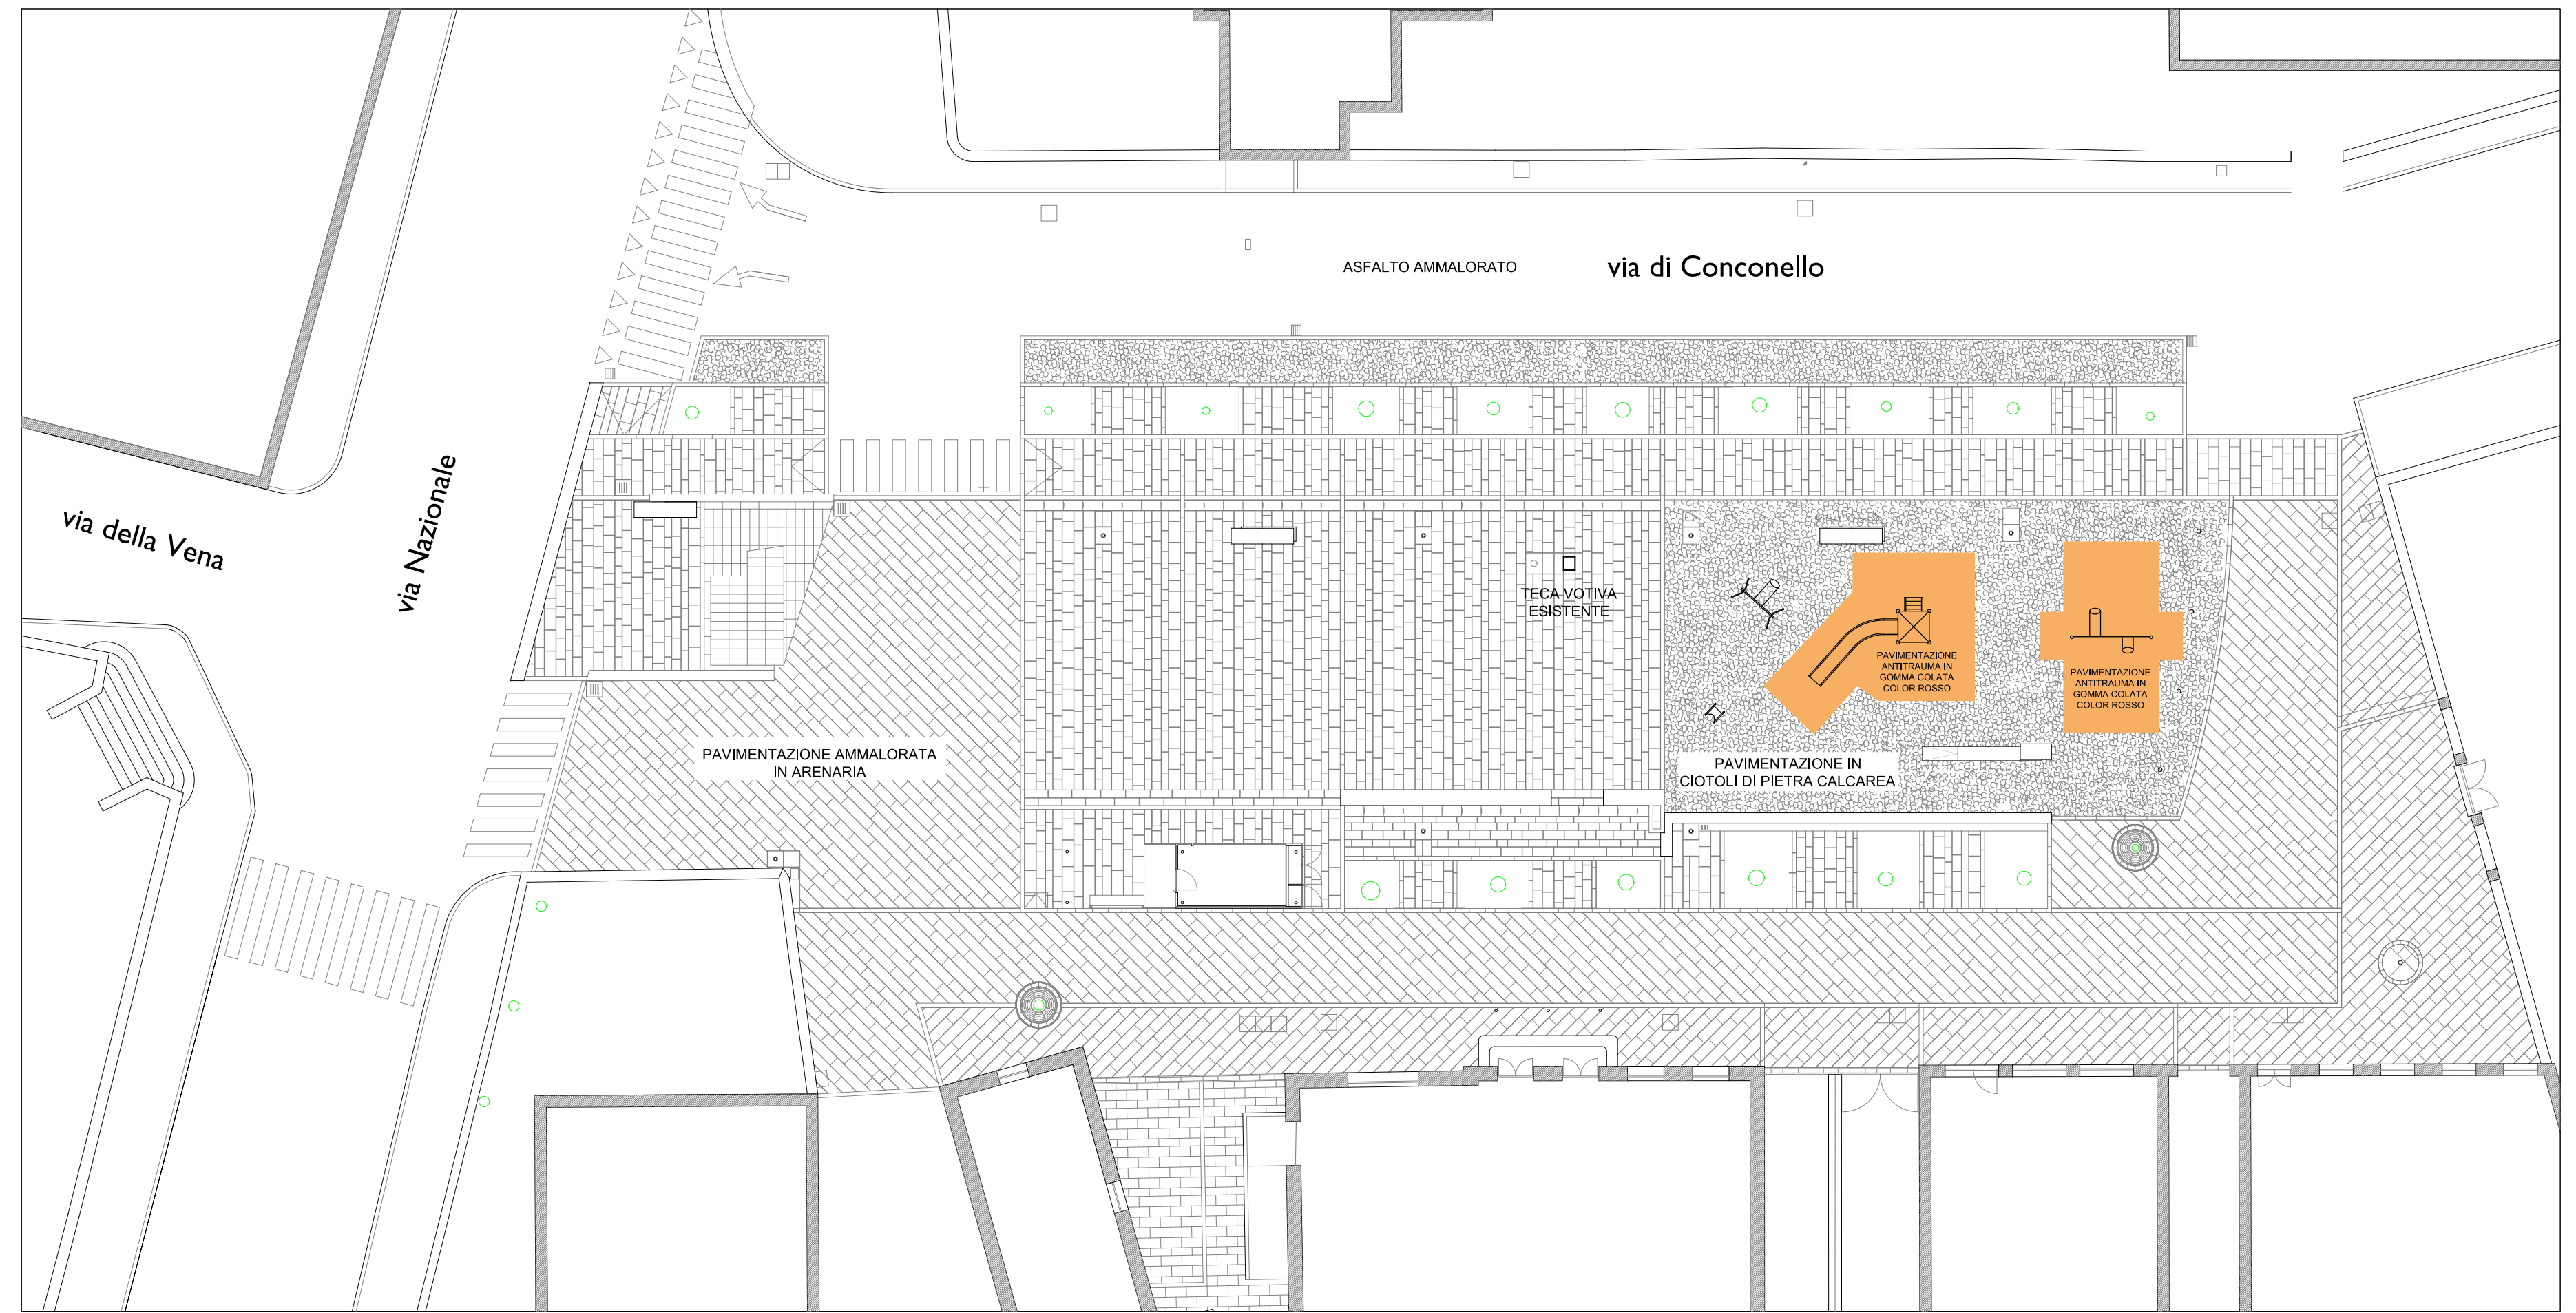 ASFALTO AMMALORATO
via di Conconello
via della Vena
via Nazionale
TECA VOTIVA
ESISTENTE
PAVIMENTAZIONE
ANTITRAUMA IN
GOMMA COLATA
COLOR ROSSO
PAVIMENTAZIONE
ANTITRAUMA IN
GOMMA COLATA
COLOR ROSSO
PAVIMENTAZIONE AMMALORATA
IN ARENARIA
PAVIMENTAZIONE IN
CIOTOLI DI PIETRA CALCAREA